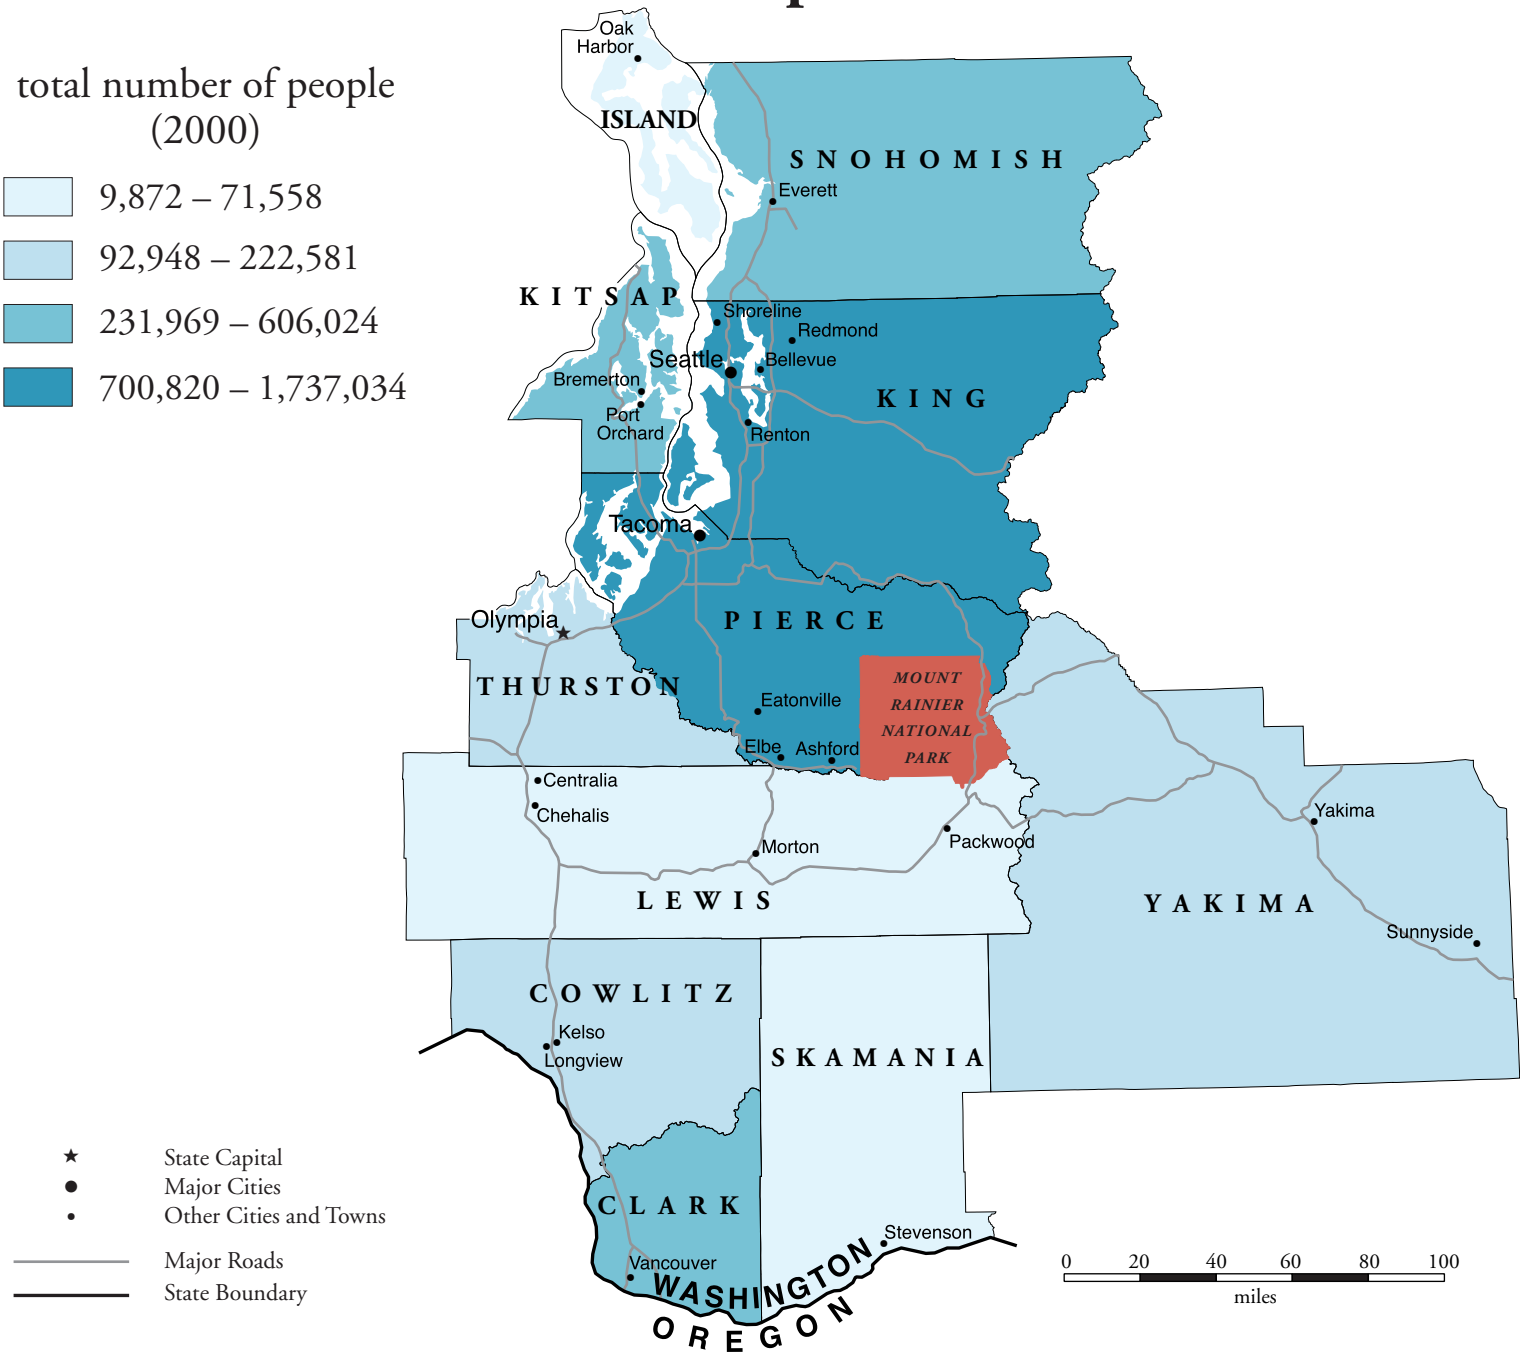 total number of people
(2000)
9,872 – 71,558
92,948 – 222,581
231,969 – 606,024
700,820 – 1,737,034
Oak
Harbor
ISLAND
SNOHOMISH
Everett
KITSAP
Shoreline
Redmond
Seattle
Bellevue
Bremerton
KING
Port
Orchard
Renton
Tacoma
Olympia
PIERCE
THURSTON
MOUNT
RAINIER
NATIONAL
PARK
Eatonville
Elbe
Ashford
Centralia
Chehalis
Yakima
Morton
Packwood
LEWIS
YAKIMA
Sunnyside
COWLITZ
Kelso
Longview
SKAMANIA
CLARK
Stevenson
Vancouver
WASHINGTON
OREGON
State Capital
Major Cities
Other Cities and Towns
Major Roads
State Boundary
0 20 40 60 80 100
miles